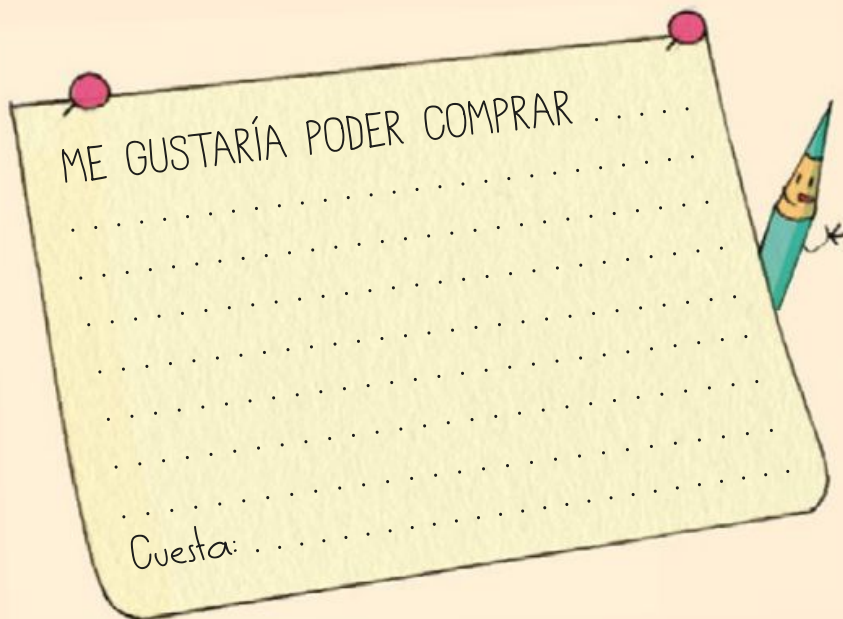 ME GUSTARÍA PODER COMPRAR . . . . .
. . . . . . . . . . . . . . . . . . . . . . . . . . .
. . . . . . . . . . . . . . . . . . . . . . . . . . .
. . . . . . . . . . . . . . . . . . . . . . . . . . .
. . . . . . . . . . . . . . . . . . . . . . . . . . .
. . . . . . . . . . . . . . . . . . . . . . . . . . .
. . . . . . . . . . . . . . . . . . . . . . . . . . .
. . . . . . . . . . . . . . . . . . . . . . . . . . .
Cuesta: . . . . . . . . . . . . . . . . . . . . . . .